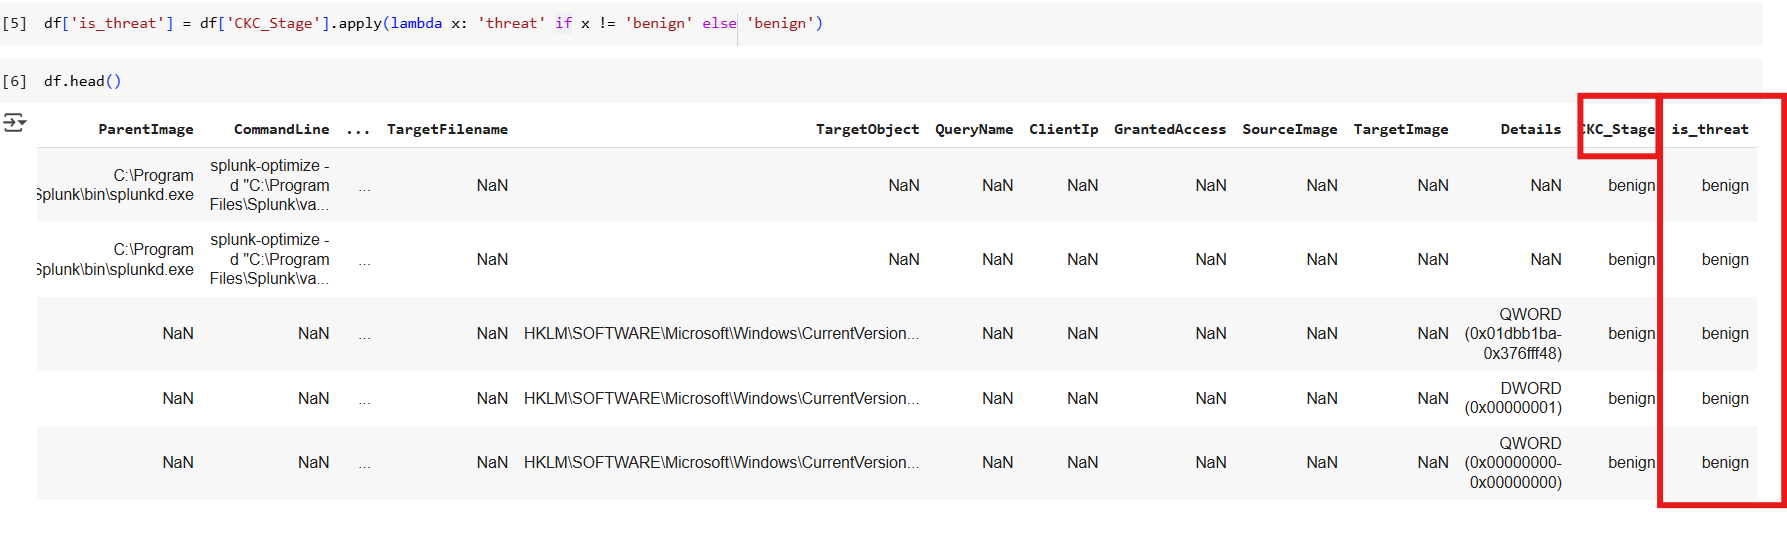 [5] df['is_threat'] = df['CKC_Stage'].apply(lambda x: 'threat' if x != 'benign' else 'benign')
[6] df.head()
ParentImage CommandLine ... TargetFilename TargetObject QueryName ClientIp GrantedAccess SourceImage TargetImage Details CKC_Stage is_threat
C:\Program
Splunk\bin\splunkd.exe
splunk-optimize -
d "C:\Program
Files\Splunk\va...
... NaN NaN NaN NaN NaN NaN NaN NaN benign benign
C:\Program
Splunk\bin\splunkd.exe
splunk-optimize -
d "C:\Program
Files\Splunk\va...
... NaN NaN NaN NaN NaN NaN NaN NaN benign benign
NaN NaN ... NaN HKLM\SOFTWARE\Microsoft\Windows\CurrentVersion... NaN NaN NaN NaN NaN
QWORD
(0x01dbb1ba-
0x376fff48)
benign benign
NaN NaN ... NaN HKLM\SOFTWARE\Microsoft\Windows\CurrentVersion... NaN NaN NaN NaN NaN
DWORD
(0x00000001)
benign benign
NaN NaN ... NaN HKLM\SOFTWARE\Microsoft\Windows\CurrentVersion... NaN NaN NaN NaN NaN
QWORD
(0x00000000-
0x00000000)
benign benign